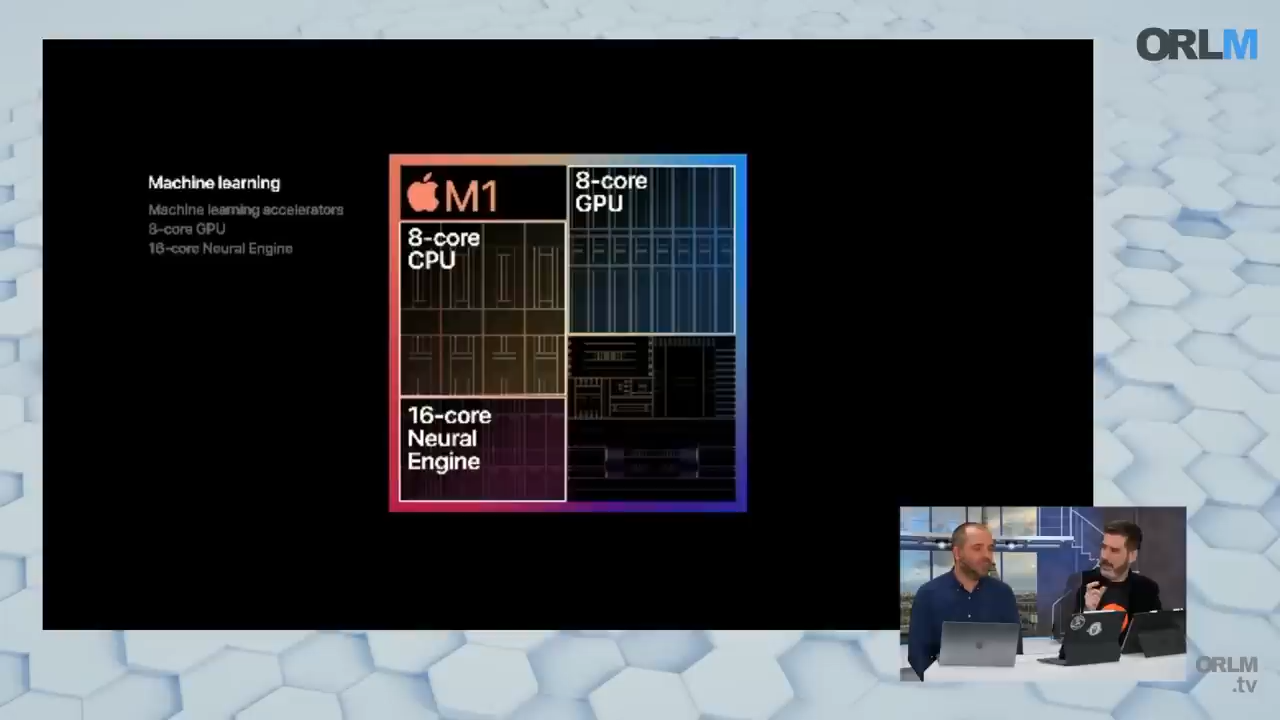 ORLM
Machine learning
Machine learning accelerators
8-core GPU
16-core Neural Engine
M1
8-core
GPU
8-core
CPU
16-core
Neural
Engine
ORLM
.tv